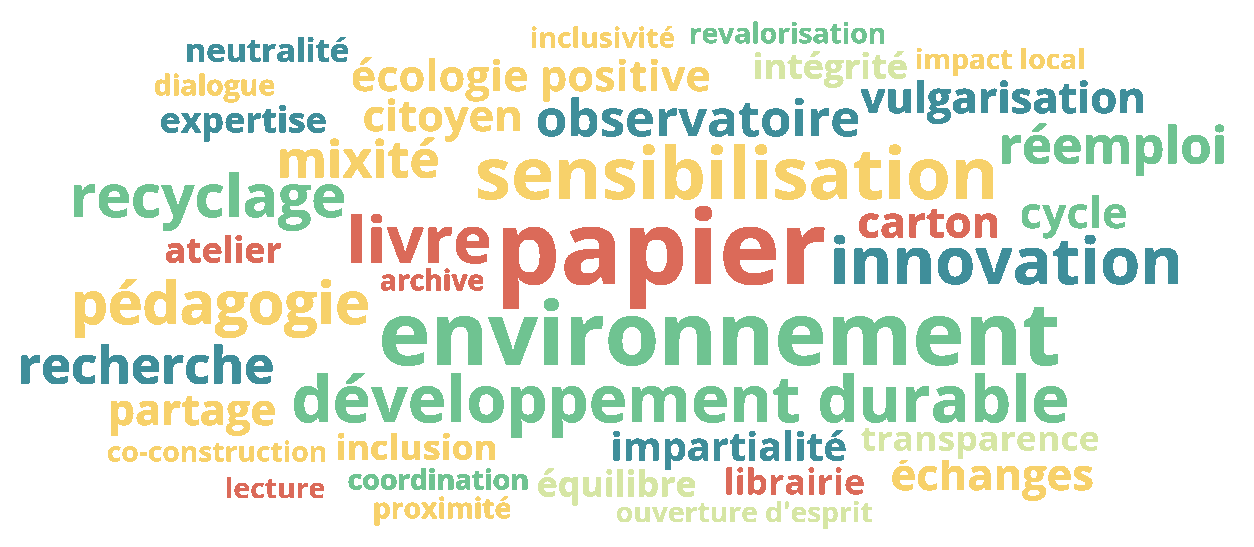 inclusivité revalorisation
neutralité
écologie positive intégrité impact local
dialogue
expertise citoyen observatoire vulgarisation
mixité sensibilisation réemploi
recyclage
livre papier carton cycle
atelier archive innovation
pédagogie
environnement
recherche
développement durable
partage
co-construction inclusion impartialité transparence
lecture coordination équilibre librairie échanges
proximité ouverture d'esprit